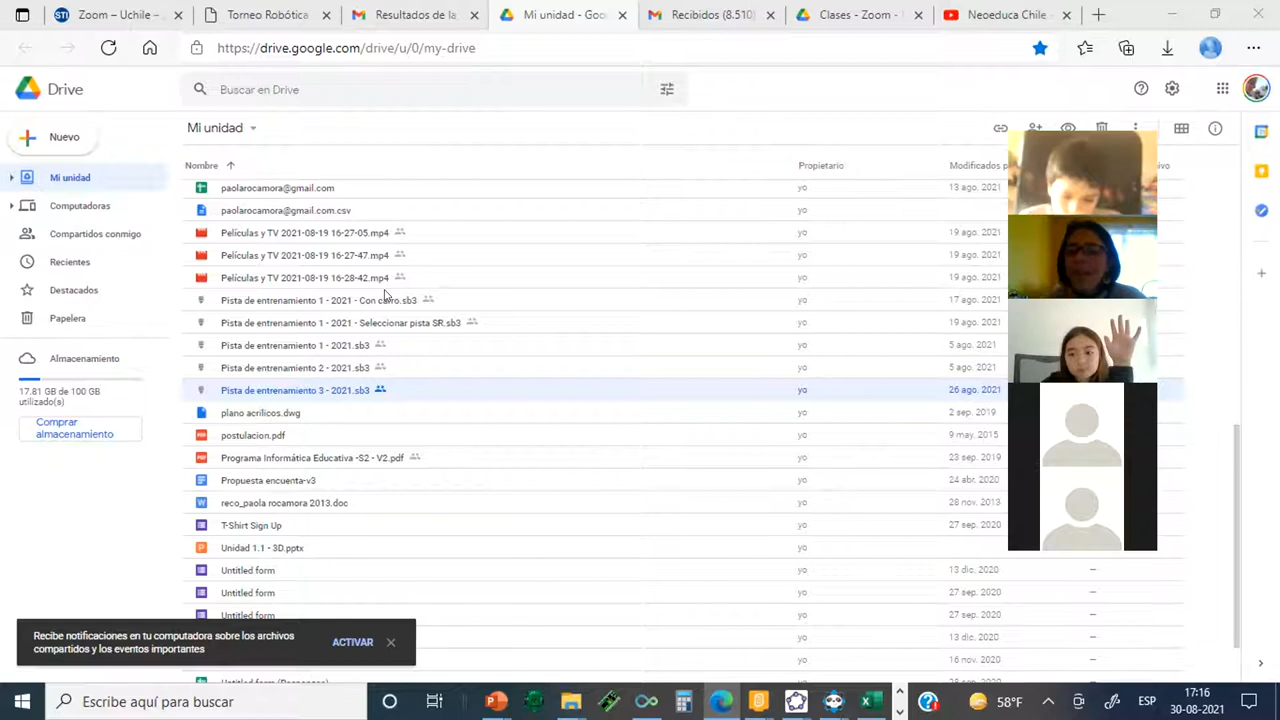 Zoom – Uchile –
Torneo Robótica
Resultados de la
Mi unidad - Goo
Recibidos (8.510)
Clases - Zoom -
Neoeduca Chile
https://drive.google.com/drive/u/0/my-drive
Drive
Buscar en Drive
Nuevo
Mi unidad
Computadoras
Compartidos conmigo
Recientes
Destacados
Papelera
Almacenamiento
17.81 GB de 100 GB
utilizado(s)
Comprar
almacenamiento
Mi unidad
Nombre Propietario Modificados
paolarocamora@gmail.com yo 13 ago. 2021
paolarocamora@gmail.com.csv yo
Películas y TV 2021-08-19 16-27-05.mp4 yo 19 ago. 2021
Películas y TV 2021-08-19 16-27-47.mp4 yo 19 ago. 2021
Películas y TV 2021-08-19 16-28-42.mp4 yo 19 ago. 2021
Pista de entrenamiento 1 - 2021 - Con .sb3 yo 17 ago. 2021
Pista de entrenamiento 1 - 2021 - Seleccionar pista SR.sb3 yo 19 ago. 2021
Pista de entrenamiento 1 - 2021.sb3 yo 5 ago. 2021
Pista de entrenamiento 2 - 2021.sb3 yo 5 ago. 2021
Pista de entrenamiento 3 - 2021.sb3 yo 26 ago. 2021
plano acrilicos.dwg yo 2 sep. 2019
postulacion.pdf yo 9 may. 2015
Programa Informática Educativa -S2 - V2.pdf yo 23 sep. 2019
Propuesta encuenta-v3 yo 24 abr. 2020
reco_paola rocamora 2013.doc yo 28 nov. 2013
T-Shirt Sign Up yo 27 sep. 2020
Unidad 1.1 - 3D.pptx yo
Untitled form yo 13 dic. 2020 —
Untitled form yo 27 sep. 2020 —
Untitled form yo 27 sep. 2020 —
yo 13 dic. 2020 —
yo 16 nov. 2020 —
Untitled form (Responses) yo 28 sep. 2020
Recibe notificaciones en tu computadora sobre los archivos
compartidos y los eventos importantes
ACTIVAR
Escribe aquí para buscar
58°F
ESP
17:16
30-08-2021